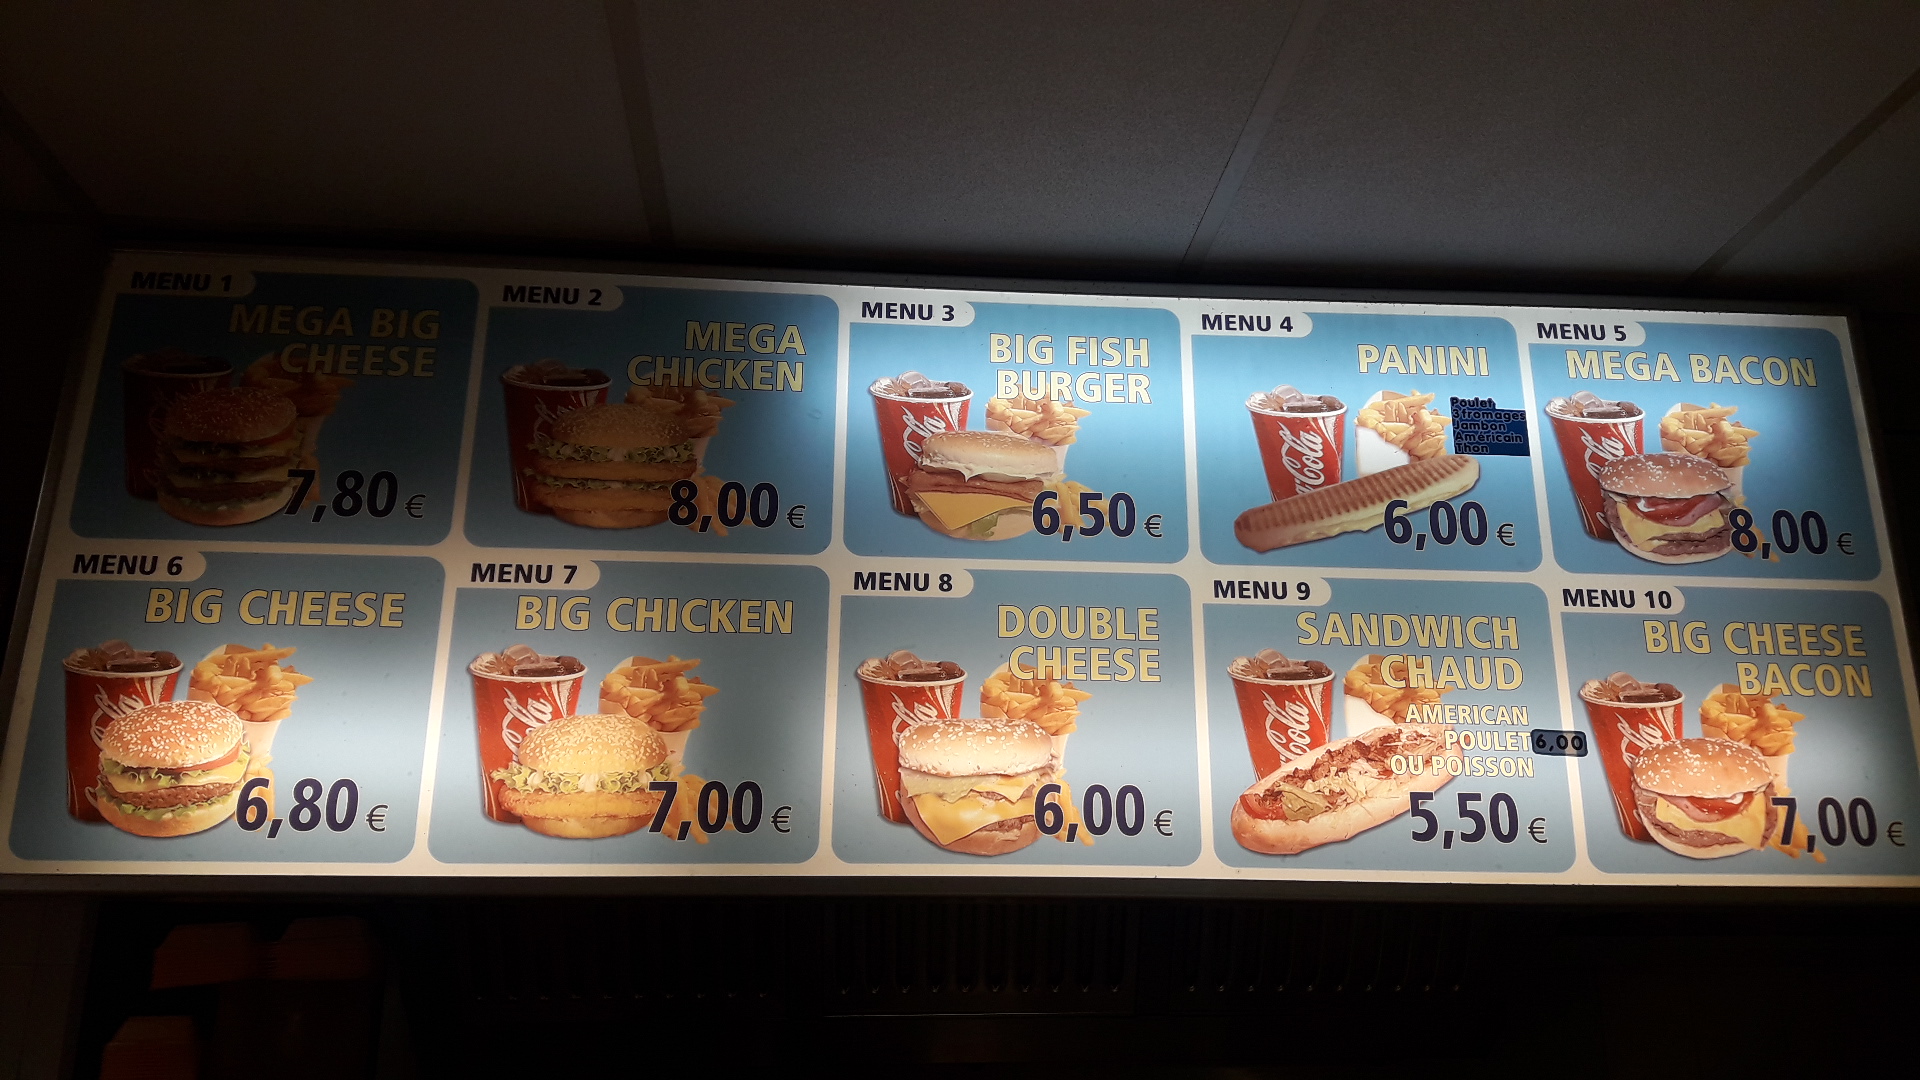 MENU 1
MEGA BIG
CHEESE
7,80 €
MENU 2
MEGA
CHICKEN
8,00 €
MENU 3
BIG FISH
BURGER
6,50 €
MENU 4
PANINI
Poulet
3 fromages
Jambon
Américain
Thon
6,00 €
MENU 5
MEGA BACON
8,00 €
MENU 6
BIG CHEESE
6,80 €
MENU 7
BIG CHICKEN
7,00 €
MENU 8
DOUBLE
CHEESE
6,00 €
MENU 9
SANDWICH
CHAUD
AMERICAN
POULET 6,00
OU POISSON
5,50 €
MENU 10
BIG CHEESE
BACON
7,00 €